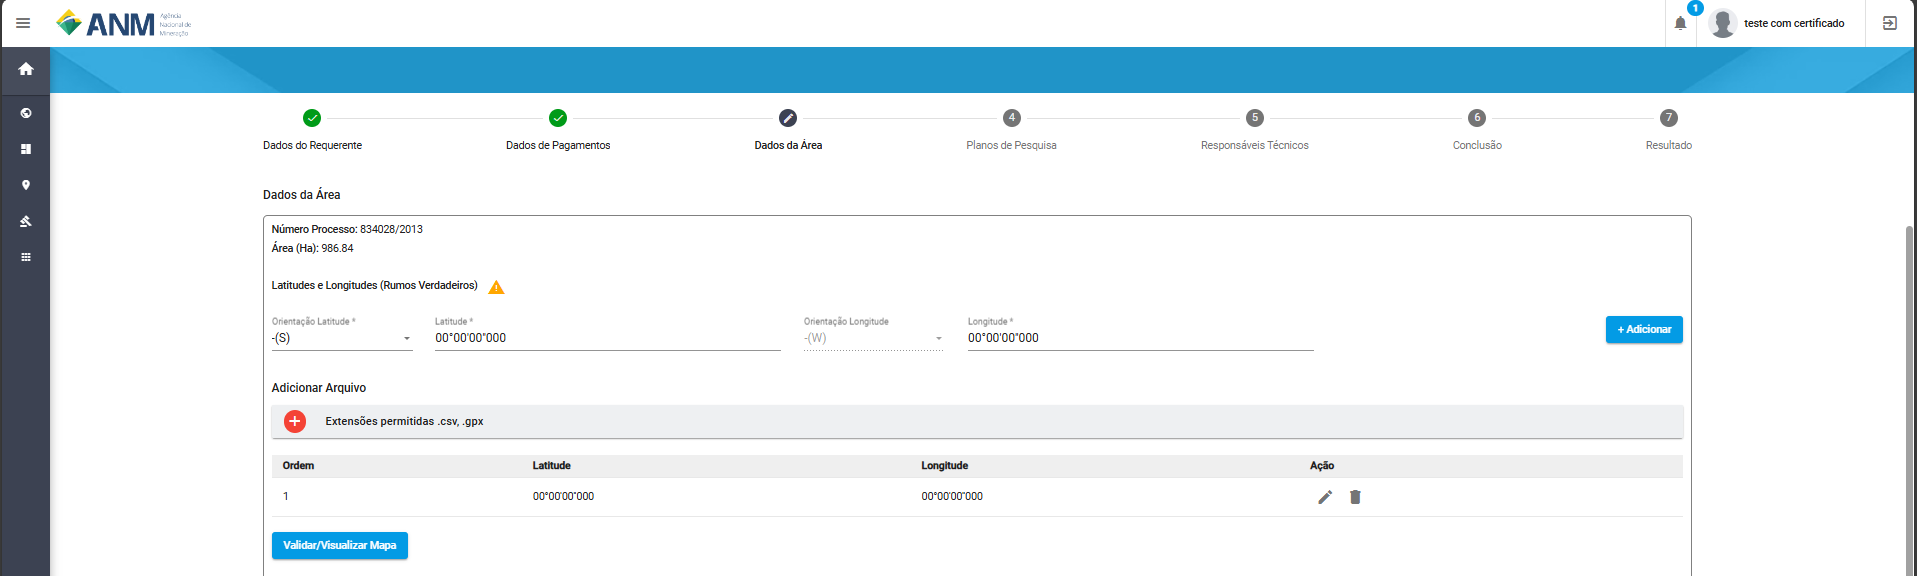 ANM
Agência
Nacional de
Mineração
1
teste com certificado
4
5
6
7
Dados do Requerente
Dados de Pagamentos
Dados da Área
Planos de Pesquisa
Responsáveis Técnicos
Conclusão
Resultado
Dados da Área
Número Processo: 834028/2013
Área (Ha): 986.84
Latitudes e Longitudes (Rumos Verdadeiros)
Orientação Latitude *
Latitude *
Orientação Longitude
Longitude *
-(S)
00°00'00"000
-(W)
00°00'00"000
+ Adicionar
Adicionar Arquivo
Extensões permitidas .csv, .gpx
Ordem
Latitude
Longitude
Ação
1
00°00'00"000
00°00'00"000
Validar/Visualizar Mapa